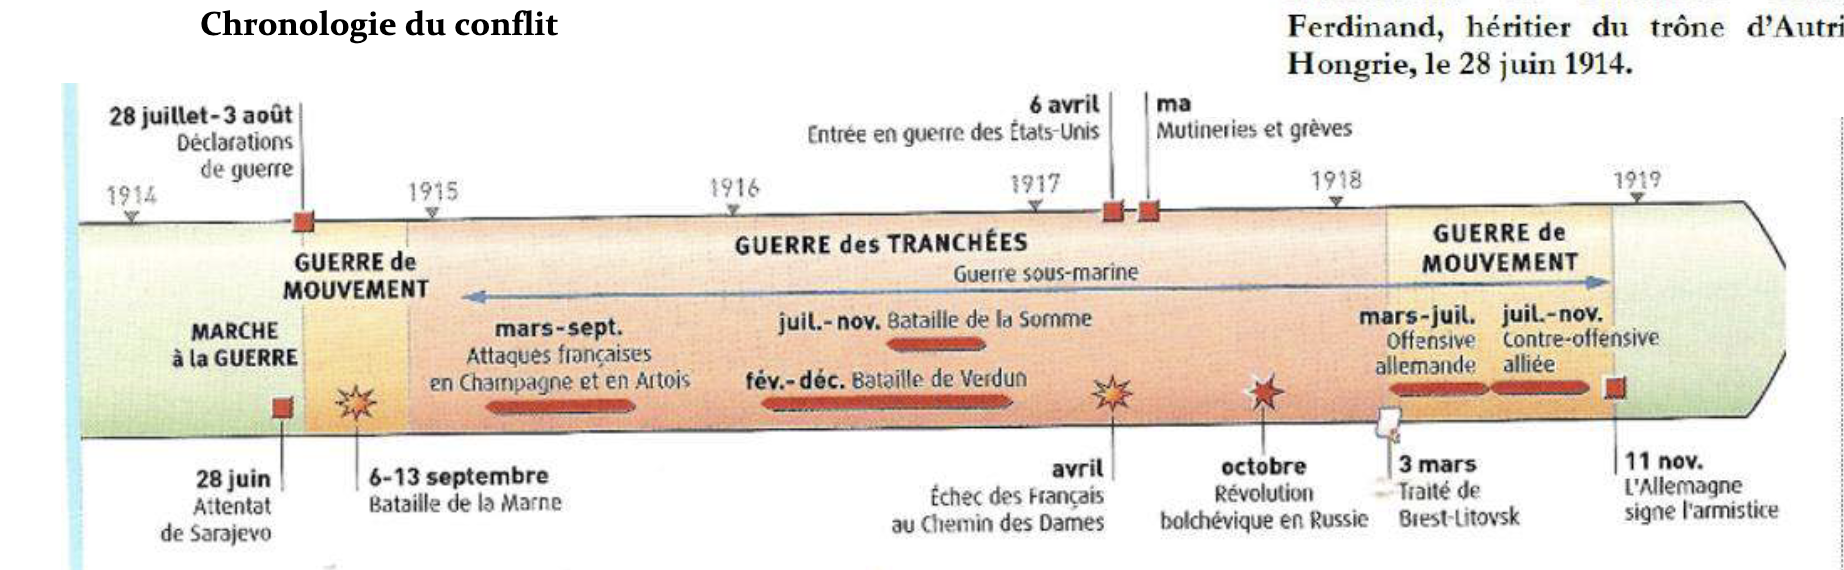 Chronologie du conflit
Ferdinand, héritier du trône d'Autri
Hongrie, le 28 juin 1914.
28 juillet-3 août
Déclarations
de guerre
6 avril
Entrée en guerre des États-Unis
ma
Mutineries et grèves
1914
1915
1916
1917
1918
1919
GUERRE de
MOUVEMENT
GUERRE des TRANCHÉES
Guerre sous-marine
GUERRE de
MOUVEMENT
MARCHE
à la GUERRE
mars-sept.
Attaques françaises
en Champagne et en Artois
juil.-nov. Bataille de la Somme
fév.-déc. Bataille de Verdun
mars-juil.
Offensive
allemande
juil.-nov.
Contre-offensive
alliée
28 juin
Attentat
de Sarajevo
6-13 septembre
Bataille de la Marne
avril
Échec des Français
au Chemin des Dames
octobre
Révolution
bolchévique en Russie
3 mars
Traité de
Brest-Litovsk
11 nov.
L'Allemagne
signe l'armistice